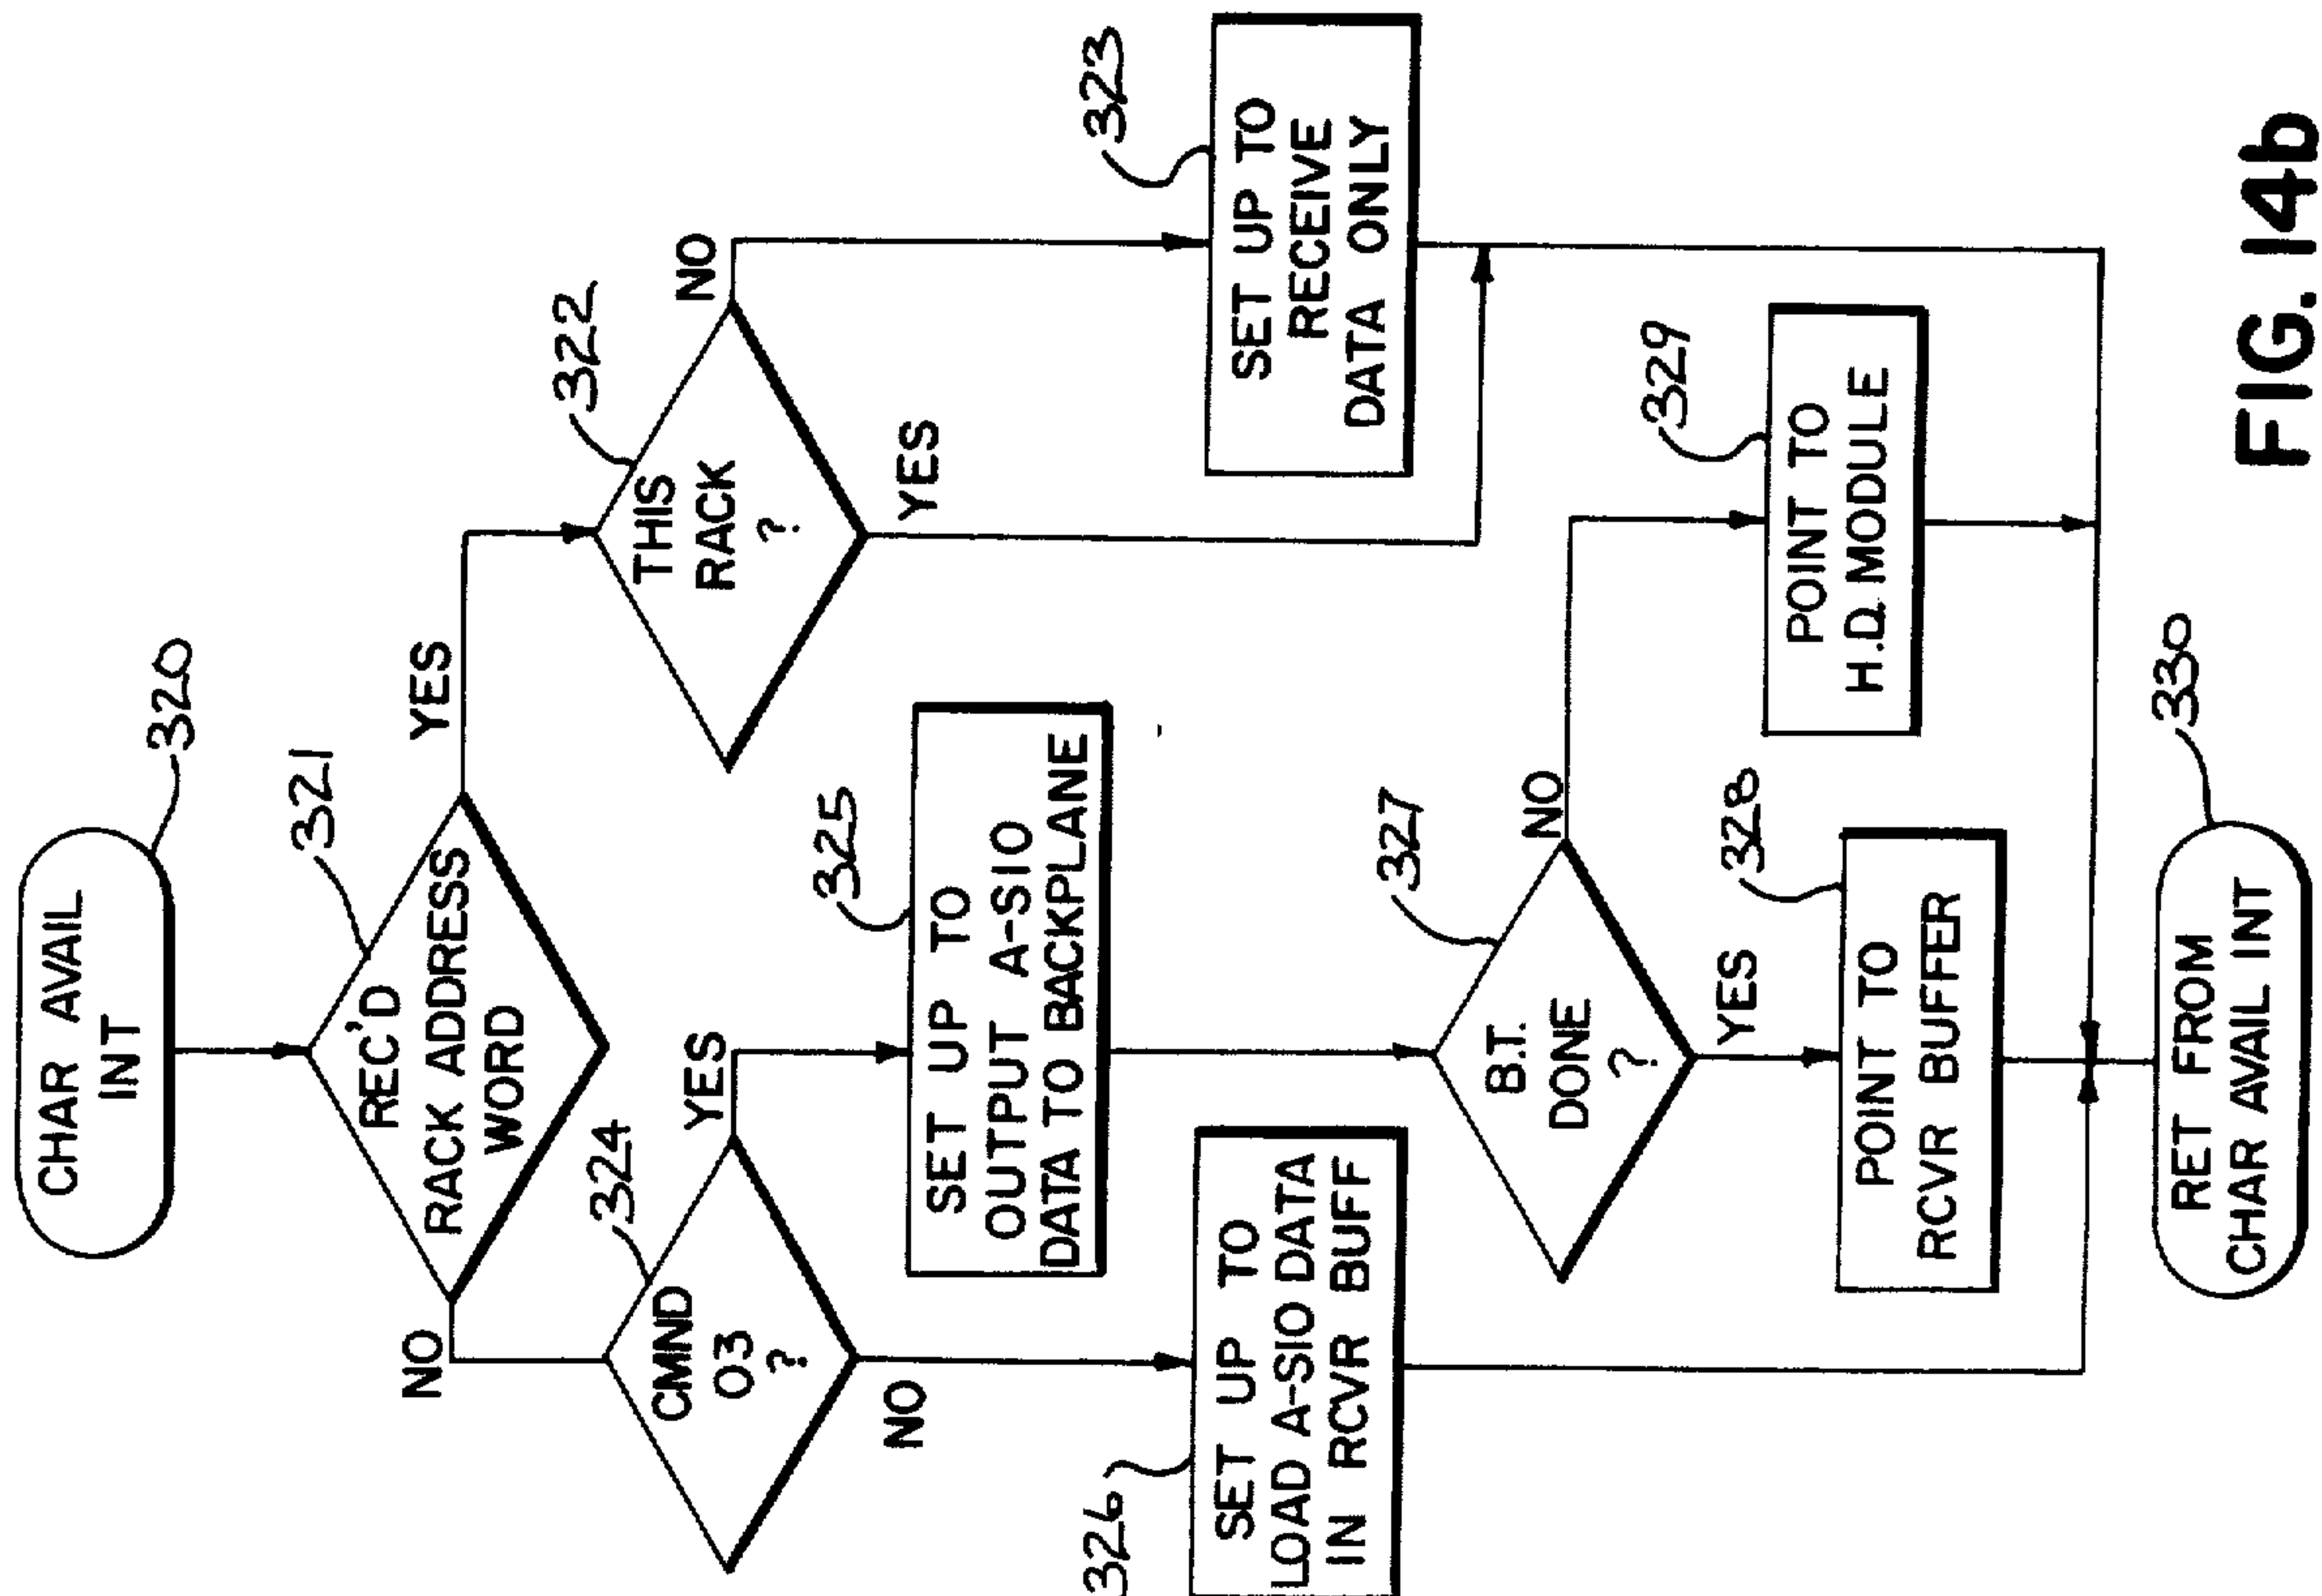 320
CHAR AVAIL
INT
321
REC'D
RACK ADDRESS
WORD
NO
YES
324
CMND
03
?
YES
NO
322
THIS
RACK
?
NO
YES
325
SET UP TO
OUTPUT A-SIO
DATA TO BACKPLANE
323
SET UP TO
RECEIVE
DATA ONLY
326
SET UP TO
LOAD A-SIO DATA
IN RCVR BUFF
327
B.T.
DONE
?
NO
YES
328
POINT TO
RCVR BUFFER
329
POINT TO
H.D. MODULE
330
RET FROM
CHAR AVAIL INT
FIG. 14b